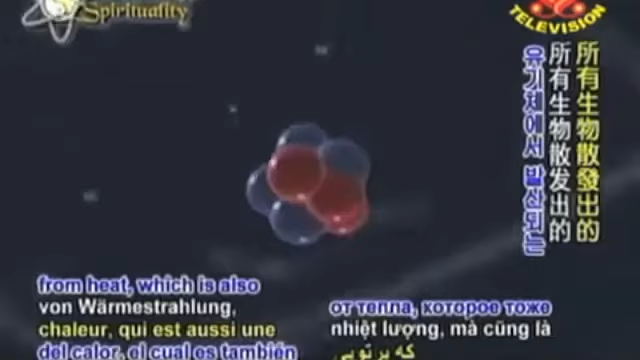 Spirituality
TELEVISION
所有生物散發出的
所有生物散发出的
유기체에서 발산되는
from heat, which is also
von Wärmestrahlung,
chaleur, qui est aussi une
del calor, el cual es también
от тепла, которое тоже
nhiệt lượng, mà cũng là
که پرتویی